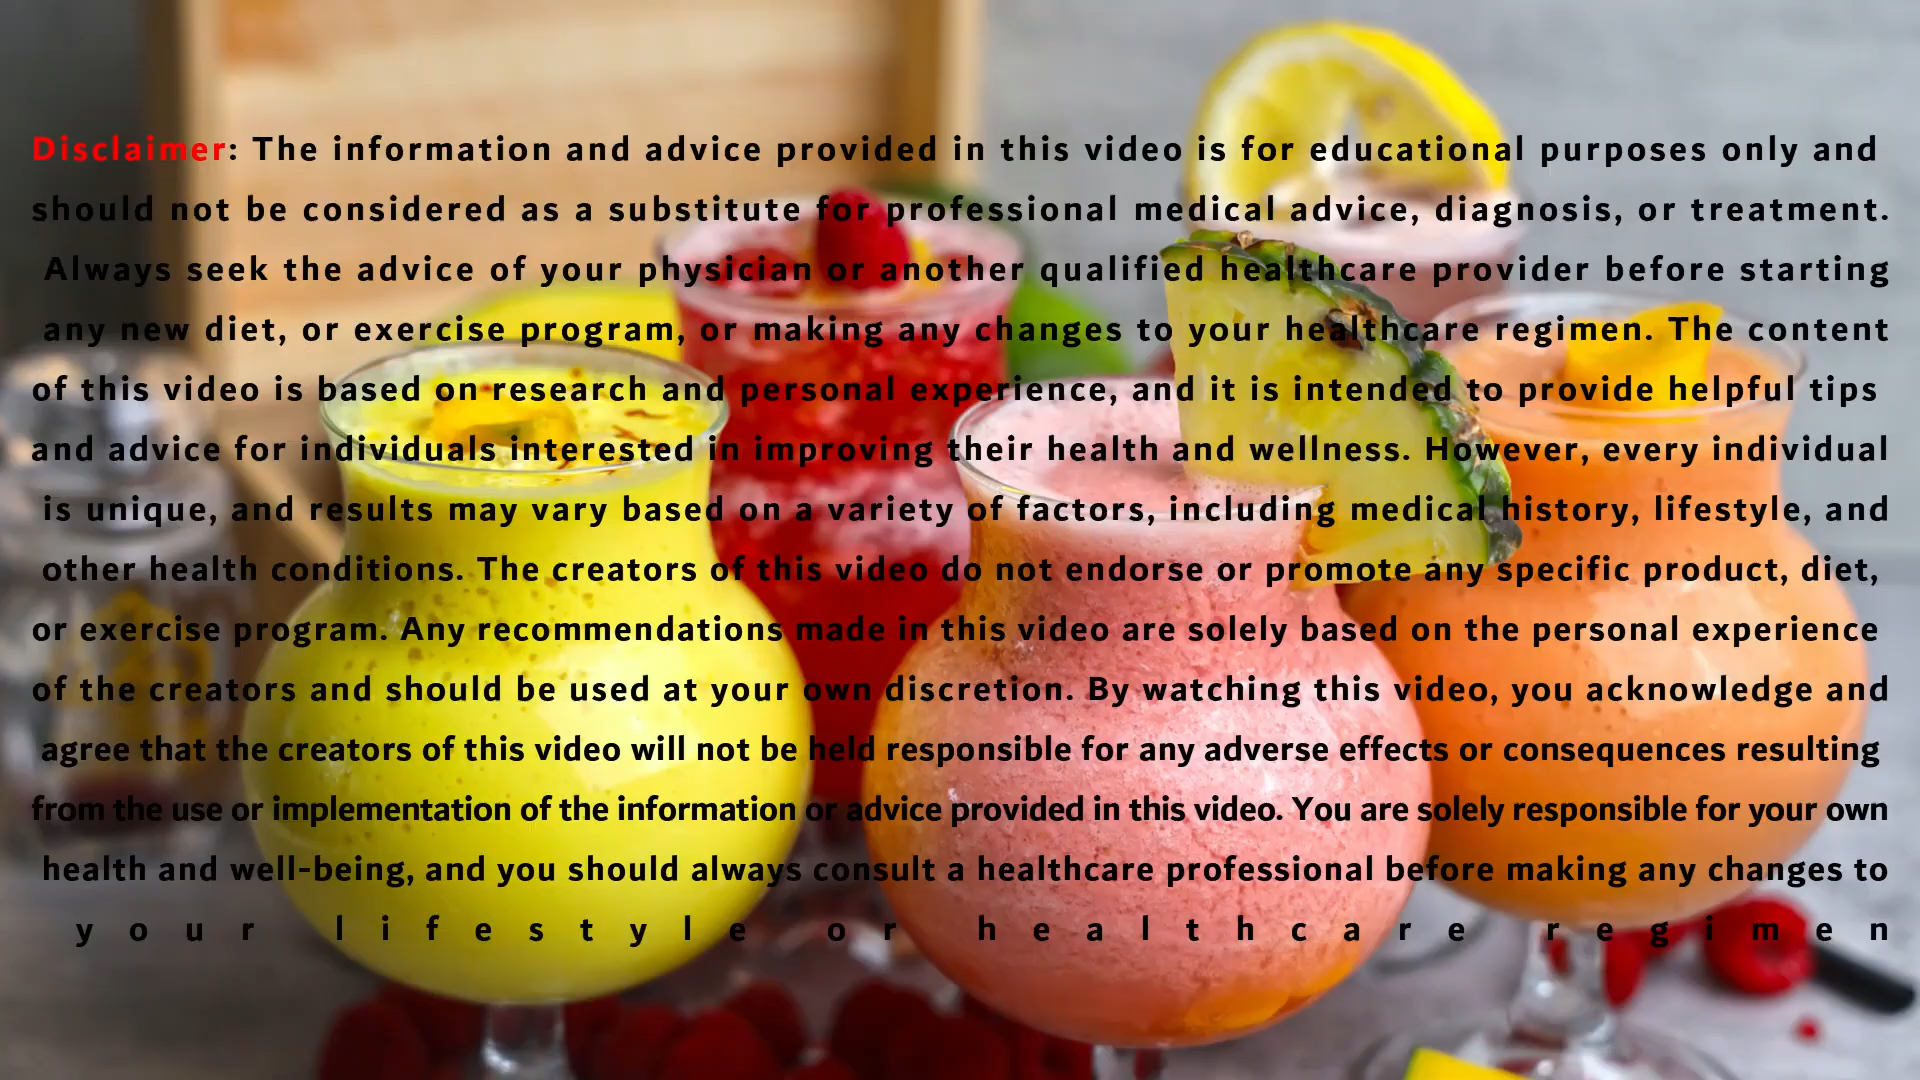 Disclaimer: The information and advice provided in this video is for educational purposes only and
should not be considered as a substitute for professional medical advice, diagnosis, or treatment.
Always seek the advice of your physician or another qualified healthcare provider before starting
any new diet, or exercise program, or making any changes to your healthcare regimen. The content
of this video is based on research and personal experience, and it is intended to provide helpful tips
and advice for individuals interested in improving their health and wellness. However, every individual
is unique, and results may vary based on a variety of factors, including medical history, lifestyle, and
other health conditions. The creators of this video do not endorse or promote any specific product, diet,
or exercise program. Any recommendations made in this video are solely based on the personal experience
of the creators and should be used at your own discretion. By watching this video, you acknowledge and
agree that the creators of this video will not be held responsible for any adverse effects or consequences resulting
from the use or implementation of the information or advice provided in this video. You are solely responsible for your own
health and well-being, and you should always consult a healthcare professional before making any changes to
your lifestyle or healthcare regimen